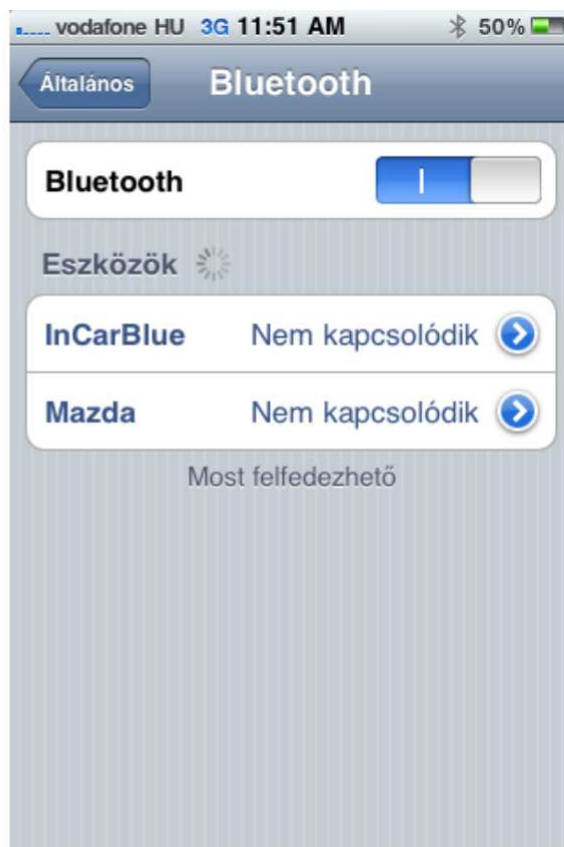 vodafone HU 3G 11:51 AM 50%
Általános Bluetooth
Bluetooth
Eszközök
InCarBlue Nem kapcsolódik
Mazda Nem kapcsolódik
Most felfedezhető